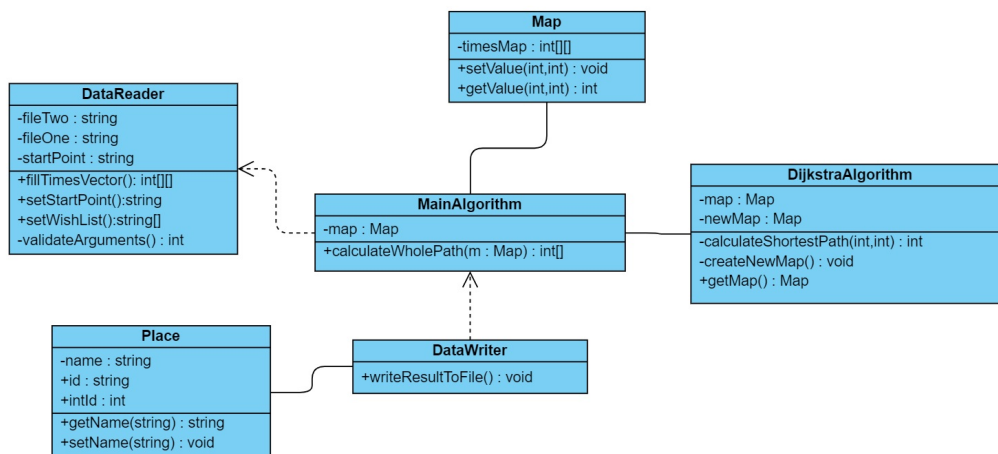 Map
-timesMap : int[][]
+setValue(int,int) : void
+getValue(int,int) : int
DataReader
-fileTwo : string
-fileOne : string
-startPoint : string
+fillTimesVector(): int[][]
+setStartPoint():string
+setWishList():string[]
-validateArguments() : int
MainAlgorithm
-map : Map
+calculateWholePath(m : Map) : int[]
DijkstraAlgorithm
-map : Map
-newMap : Map
-calculateShortestPath(int,int) : int
-createNewMap() : void
+getMap() : Map
Place
-name : string
+id : string
+intId : int
+getName(string) : string
+setName(string) : void
DataWriter
+writeResultToFile() : void